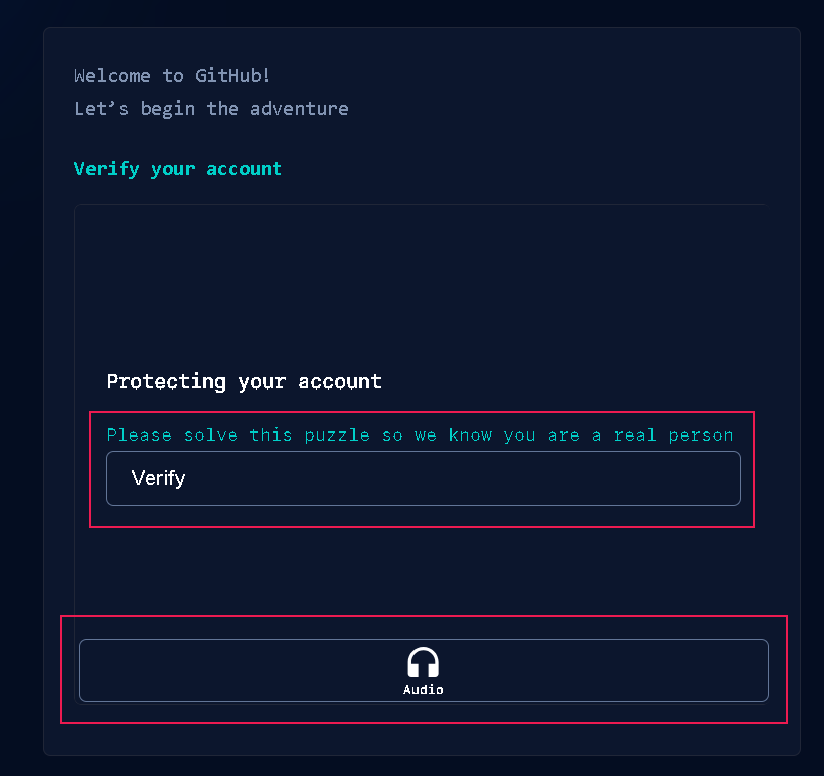 Welcome to GitHub!
Let's begin the adventure
Verify your account
Protecting your account
Please solve this puzzle so we know you are a real person
Verify
Audio